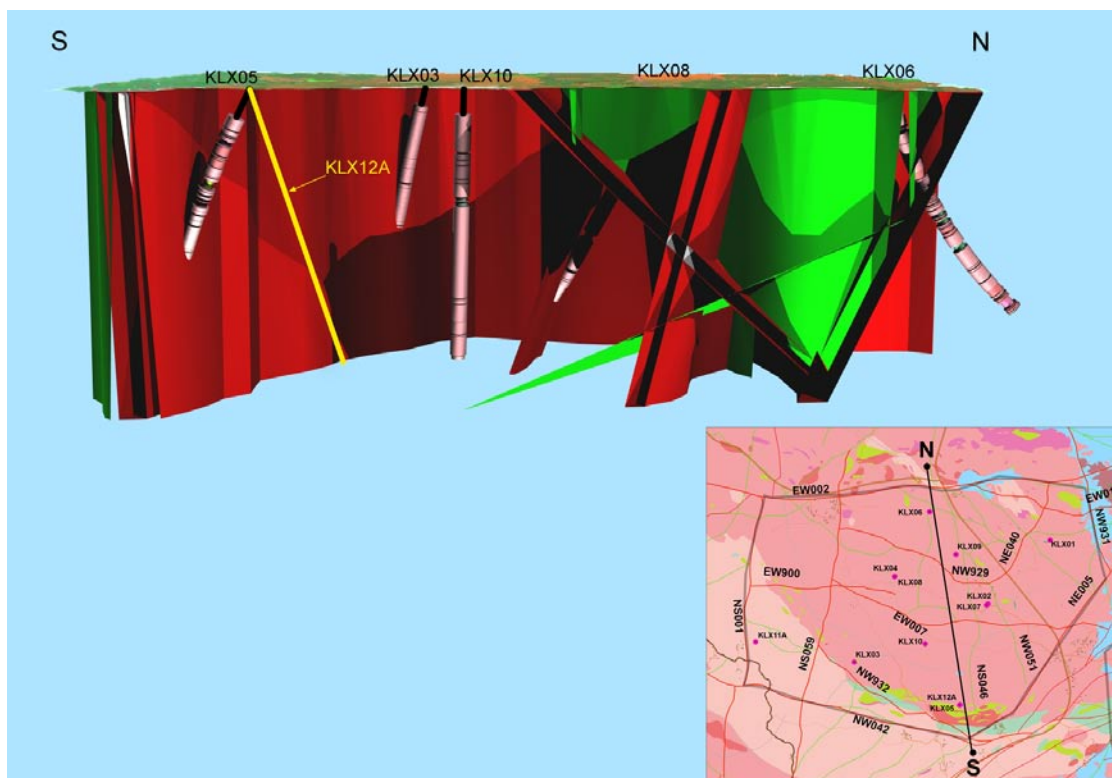 S
N
KLX05
KLX03
KLX10
KLX08
KLX06
KLX12A
N
EW002
EW01
KLX06
NW931
NE040
KLX01
KLX09
EW900
KLX04
NW929
KLX08
NE005
KLX02
KLX07
NS001
EW007
KLX11A
NS059
KLX10
NW051
KLX03
NW932
NS046
KLX12A
KLX05
NW042
S